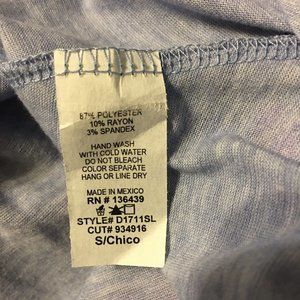 87% POLYESTER
10% RAYON
3% SPANDEX
HAND WASH
WITH COLD WATER
DO NOT BLEACH
COLOR SEPARATE
HANG OR LINE DRY
MADE IN MEXICO
RN # 136439
STYLE# D1711SL
CUT# 934916
S/Chico